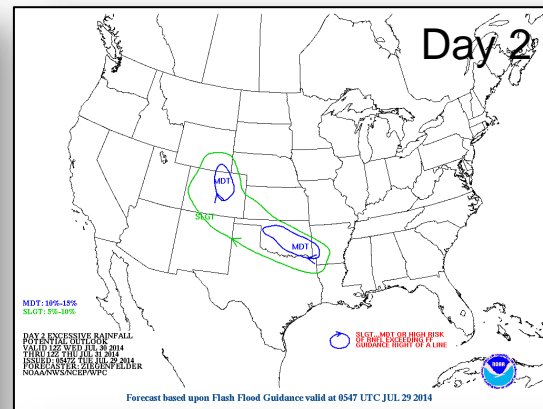 Day 2
MDT
SLGT
MDT
MDT: 10%-15%
SLGT: 5%-10%
DAY 2 EXCESSIVE RAINFALL
POTENTIAL OUTLOOK
VALID 12Z WED JUL 30 2014
THRU 12Z THU JUL 31 2014
ISSUED: 0547Z TUE JUL 29 2014
FORECASTER: ZIEGENFELDER
NOAA/NWS/NCEP/WPC
SLGT...MDT OR HIGH RISK
OF RNFL EXCEEDING FF
GUIDANCE RIGHT OF A LINE
NOAA
Forecast based upon Flash Flood Guidance valid at 0547 UTC JUL 29 2014